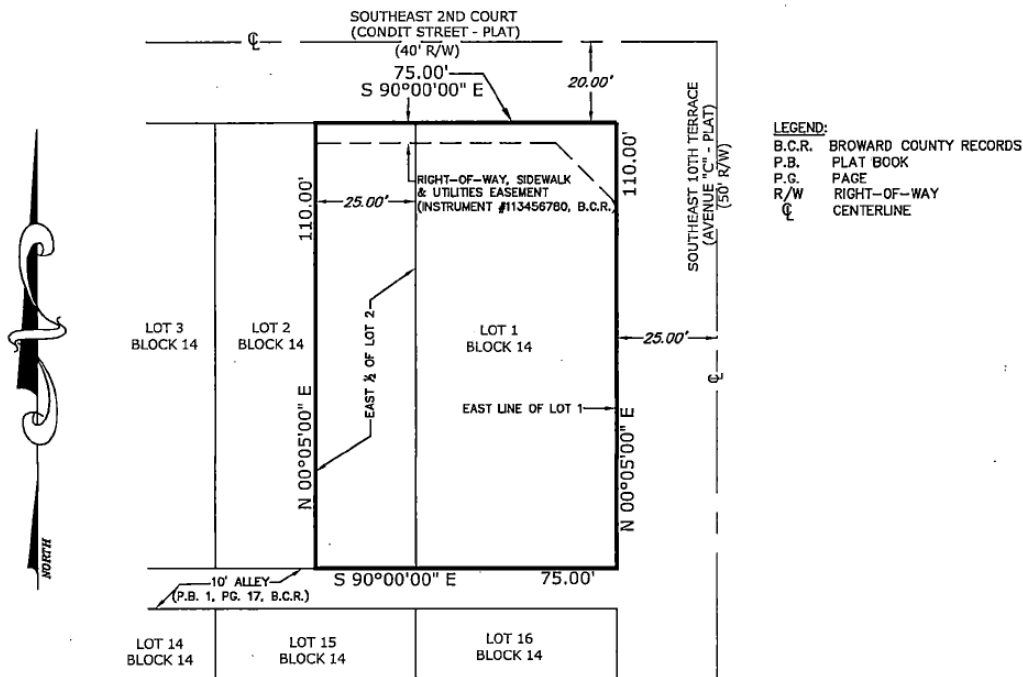 SOUTHEAST 2ND COURT
(CONDIT STREET - PLAT)
(40' R/W)
℄
75.00'
S 90°00'00" E
20.00'
SOUTHEAST 10TH TERRACE
(AVENUE "C" - PLAT)
(50' R/W)
LEGEND:
B.C.R. BROWARD COUNTY RECORDS
P.B. PLAT BOOK
P.G. PAGE
R/W RIGHT-OF-WAY
℄ CENTERLINE
110.00'
110.00'
RIGHT-OF-WAY, SIDEWALK
& UTILITIES EASEMENT
(INSTRUMENT #113456780, B.C.R.)
25.00'
LOT 3
BLOCK 14
LOT 2
BLOCK 14
EAST ½ OF LOT 2
LOT 1
BLOCK 14
25.00'
℄
EAST LINE OF LOT 1
N 00°05'00" E
N 00°05'00" E
NORTH
S 90°00'00" E
75.00'
10' ALLEY
(P.B. 1, PG. 17, B.C.R.)
LOT 14
BLOCK 14
LOT 15
BLOCK 14
LOT 16
BLOCK 14